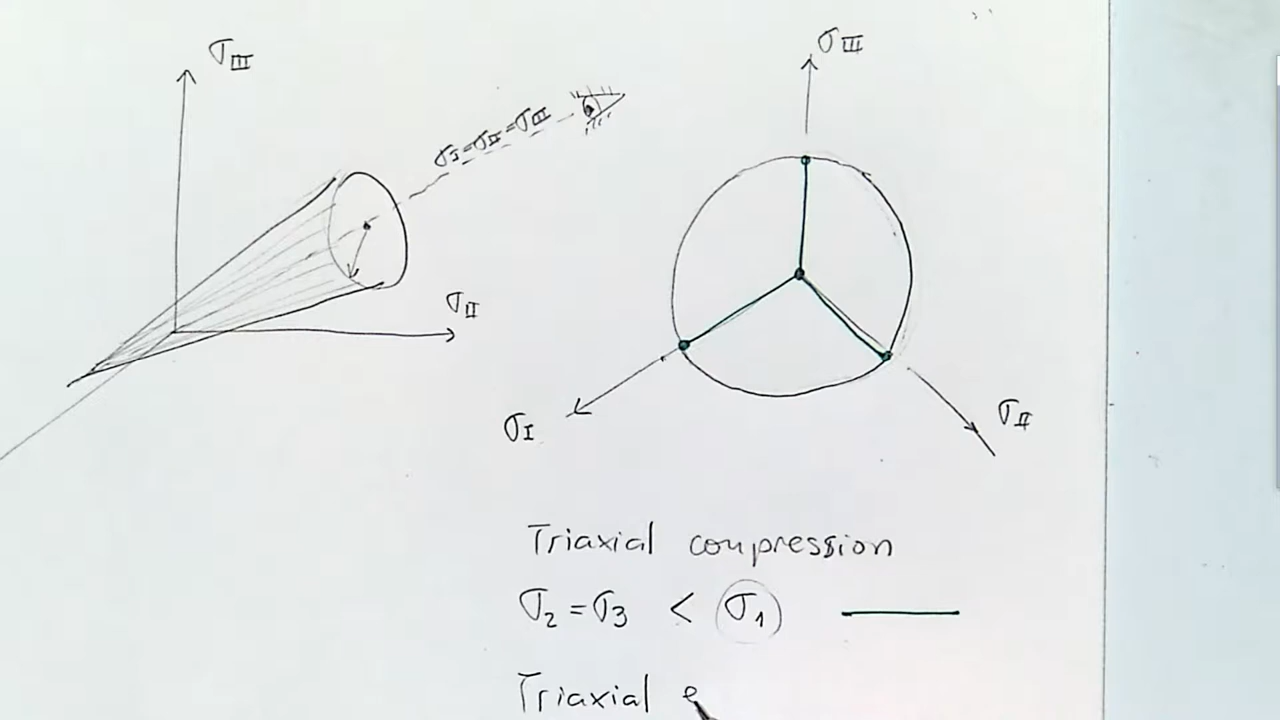 σIII
σI=σII=σIII
σII
σIII
σI
σII
Triaxial compression
σ2 = σ3 < σ1
Triaxial e